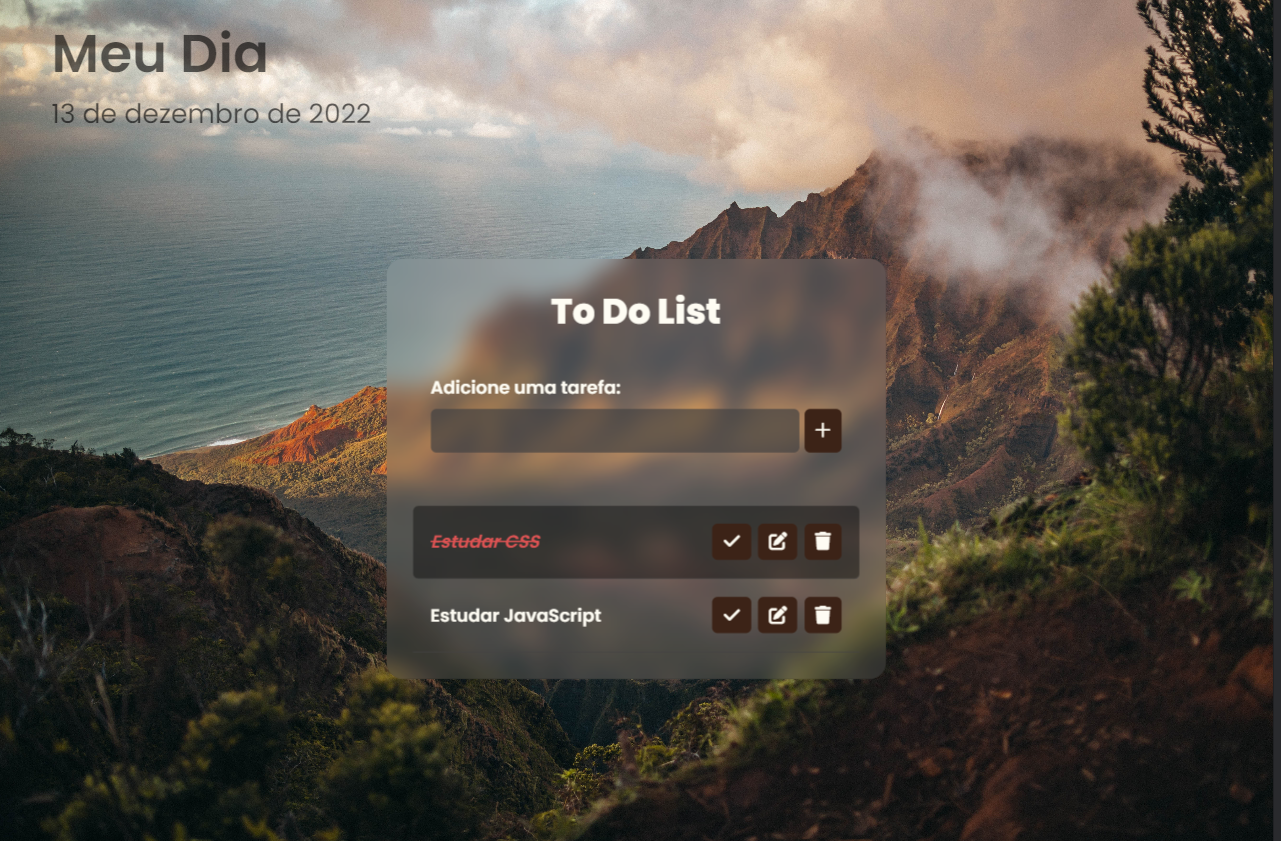 Meu Dia
13 de dezembro de 2022
To Do List
Adicione uma tarefa:
Estudar CSS
Estudar JavaScript